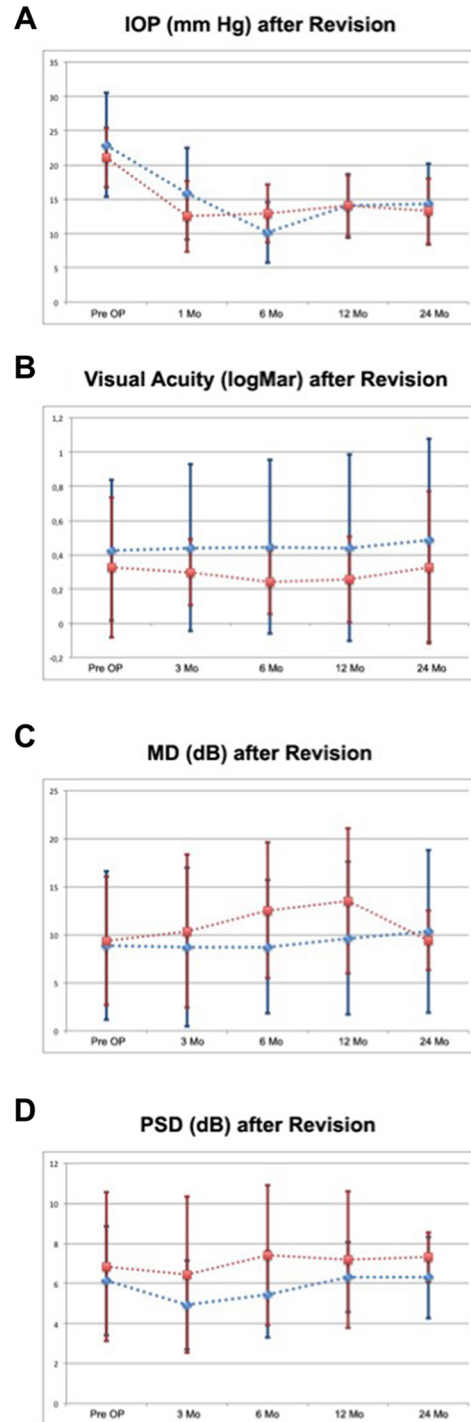 A
IOP (mm Hg) after Revision
35
30
25
20
15
10
5
0
Pre OP 1 Mo 6 Mo 12 Mo 24 Mo
B
Visual Acuity (logMar) after Revision
1,2
1
0,8
0,6
0,4
0,2
0
-0,2
Pre OP 3 Mo 6 Mo 12 Mo 24 Mo
C
MD (dB) after Revision
25
20
15
10
5
0
Pre OP 3 Mo 6 Mo 12 Mo 24 Mo
D
PSD (dB) after Revision
12
10
8
6
4
2
0
Pre OP 3 Mo 6 Mo 12 Mo 24 Mo